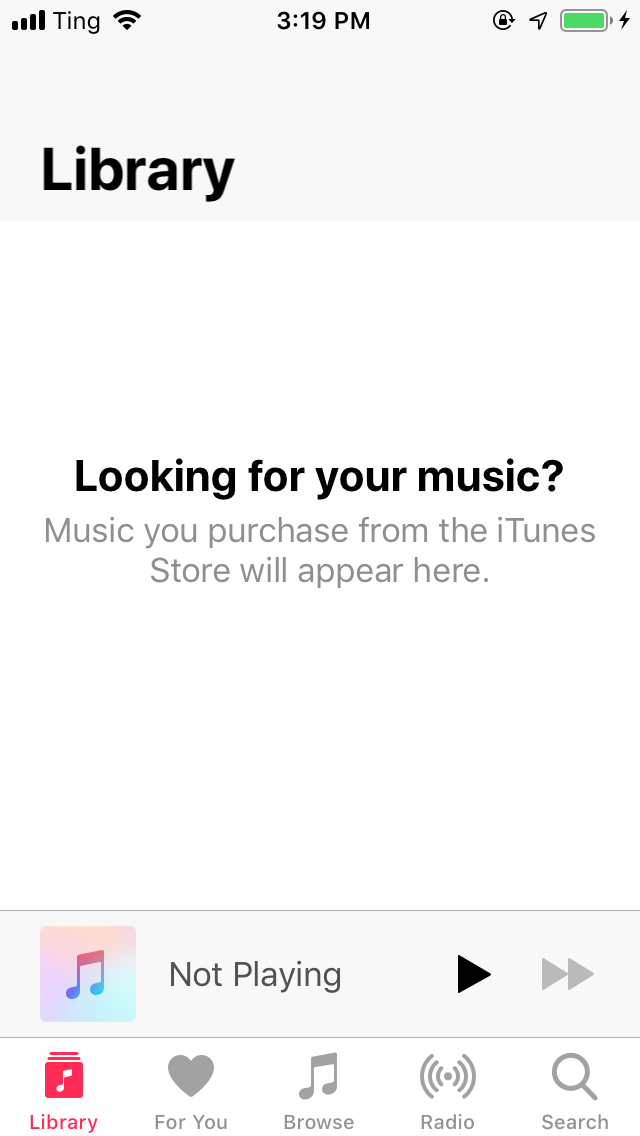 Ting 3:19 PM
Library
Looking for your music?
Music you purchase from the iTunes
Store will appear here.
Not Playing
Library For You Browse Radio Search